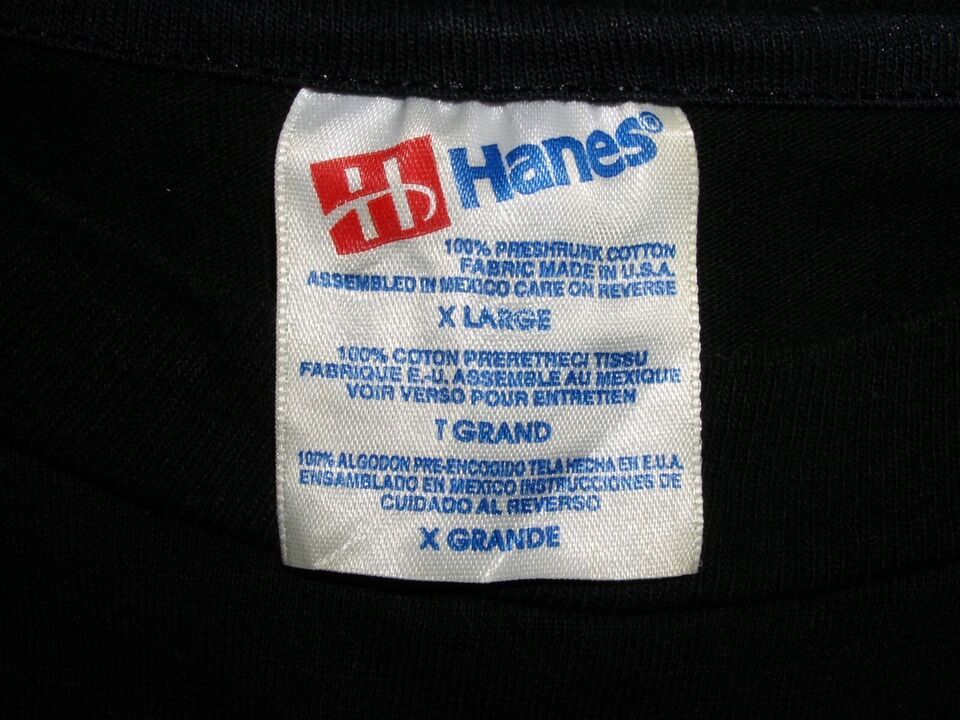 Hanes®
100% PRESHRUNK COTTON
FABRIC MADE IN U.S.A.
ASSEMBLED IN MEXICO CARE ON REVERSE
X LARGE
100% COTON PRERETRECI TISSU
FABRIQUE E.-U. ASSEMBLE AU MEXIQUE
VOIR VERSO POUR ENTRETIEN
T GRAND
100% ALGODON PRE-ENCOGIDO TELA HECHA EN E.U.A.
ENSAMBLADO EN MEXICO INSTRUCCIONES DE
CUIDADO AL REVERSO
X GRANDE